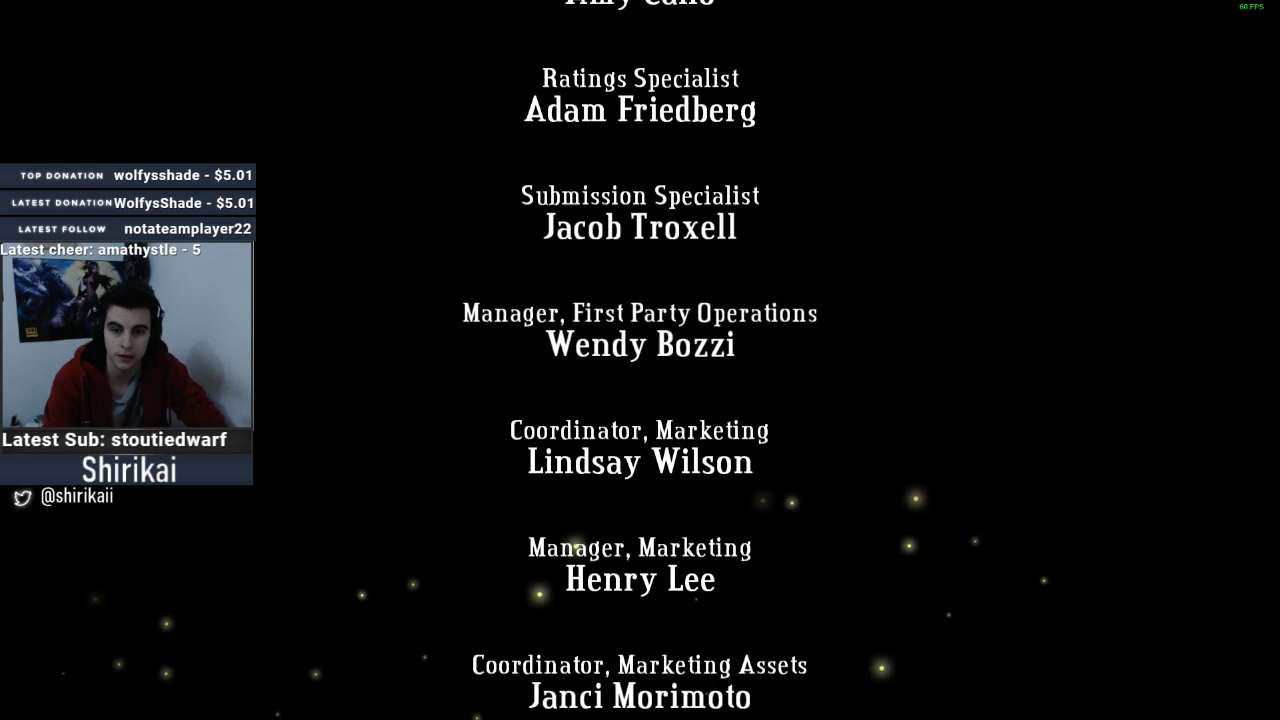 60 FPS
Ratings Specialist
Adam Friedberg
Submission Specialist
Jacob Troxell
Manager, First Party Operations
Wendy Bozzi
Coordinator, Marketing
Lindsay Wilson
Manager, Marketing
Henry Lee
Coordinator, Marketing Assets
Janci Morimoto
TOP DONATION wolfysshade - $5.01
LATEST DONATION WolfysShade - $5.01
LATEST FOLLOW notateamplayer22
Latest cheer: amathystle - 5
Latest Sub: stoutiedwarf
Shirikai
@shirikaii